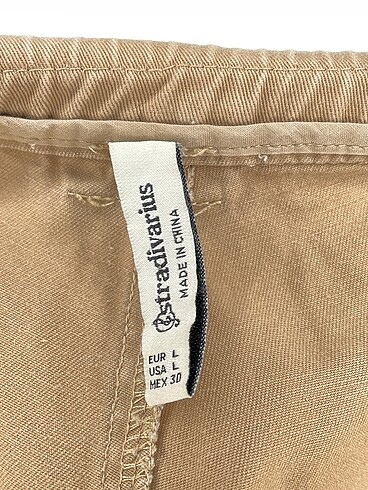 stradivarius
MADE IN CHINA
EUR L
USA L
MEX 30